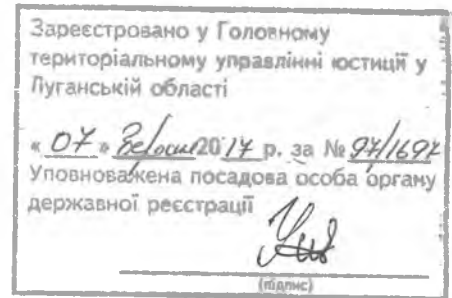 Зареєстровано у Головному
територіальному управлінні юстиції у
Луганській області
« 07 » 2017 р. за № 97/1697
Уповноважена посадова особа органу
державної реєстрації
(підпис)